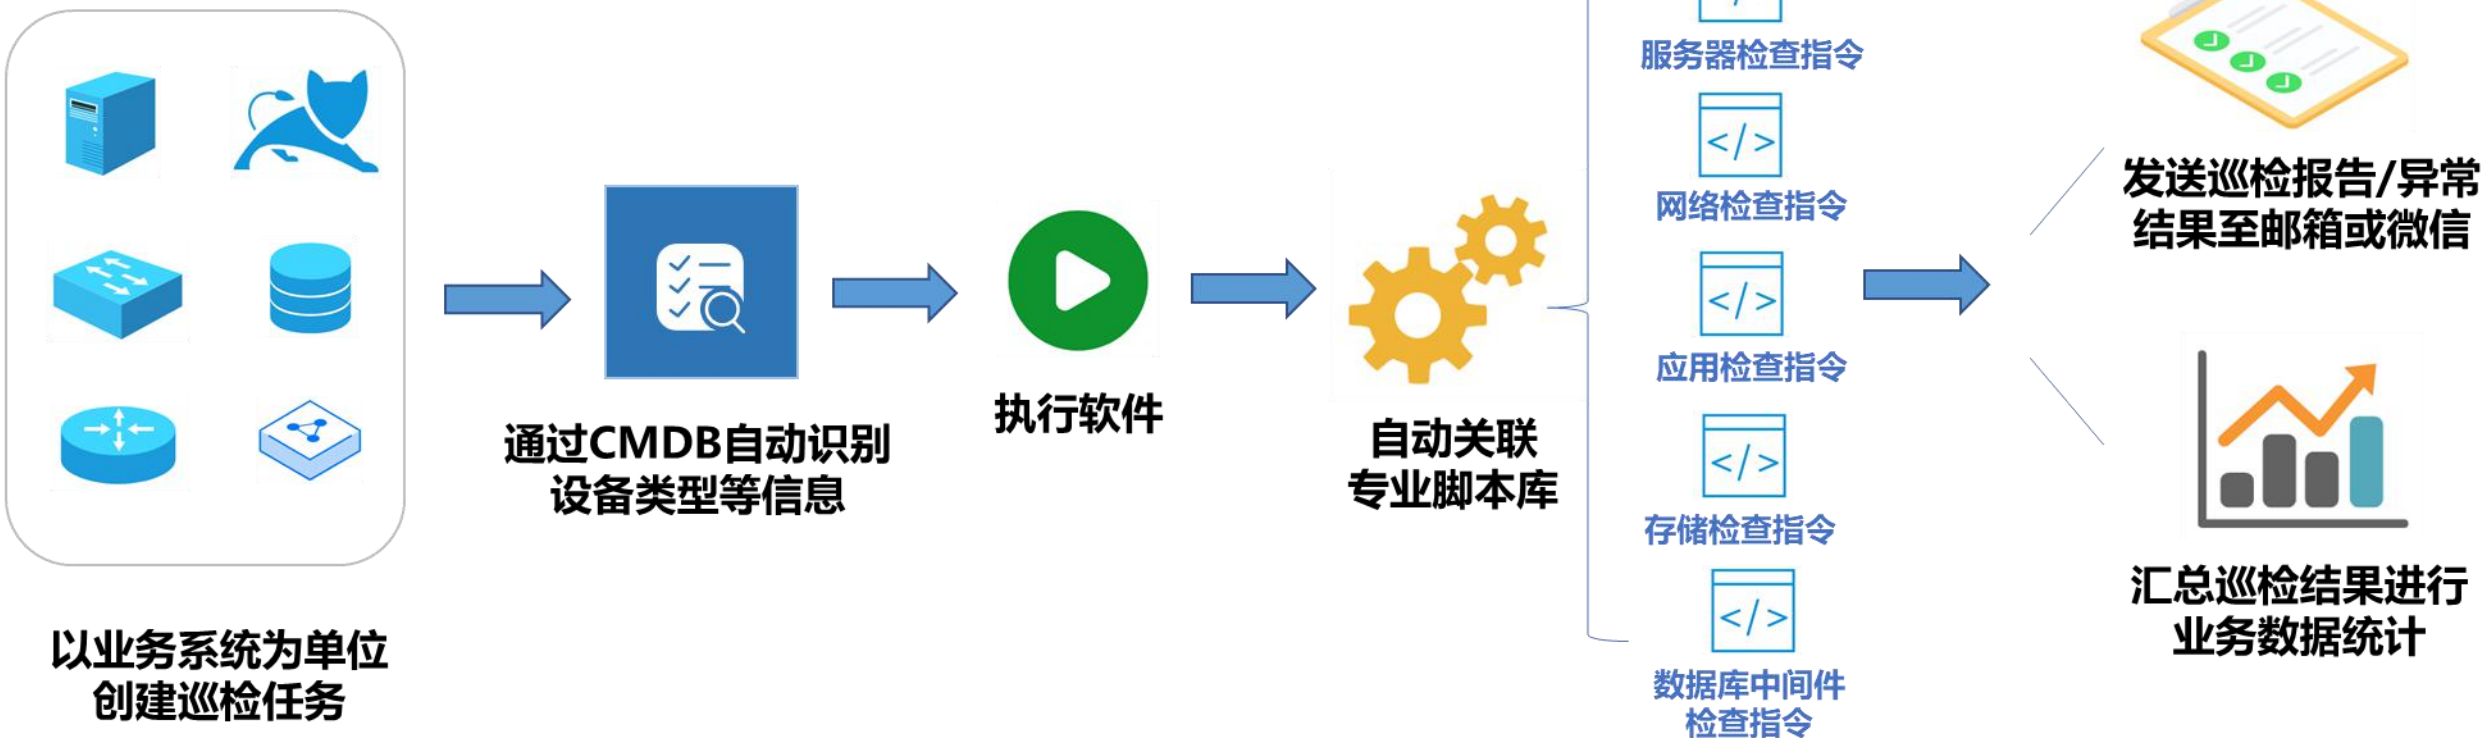 以业务系统为单位
创建巡检任务
通过CMDB自动识别
设备类型等信息
执行软件
自动关联
专业脚本库
服务器检查指令
</>
网络检查指令
</>
应用检查指令
</>
存储检查指令
</>
数据库中间件
检查指令
发送巡检报告/异常
结果至邮箱或微信
汇总巡检结果进行
业务数据统计